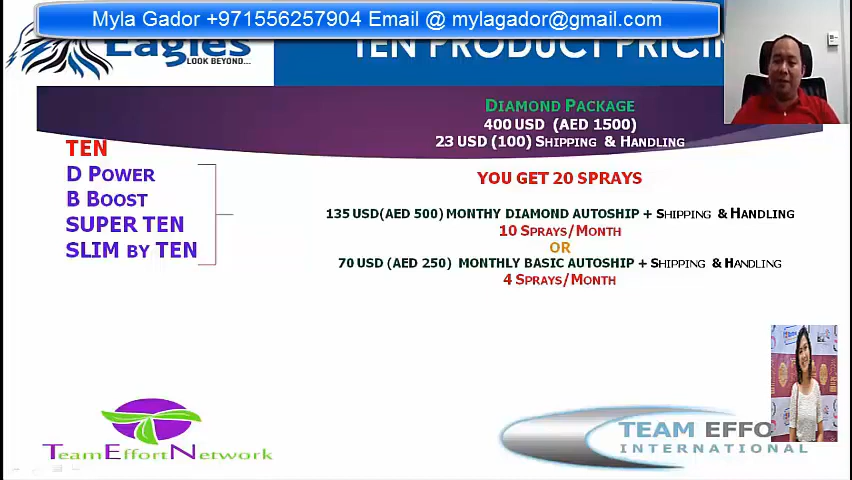 Myla Gador +971556257904 Email @ mylagador@gmail.com
Eagles
LOOK BEYOND...
TEN PRODUCT PRICIN
DIAMOND PACKAGE
400 USD (AED 1500)
23 USD (100) SHIPPING & HANDLING
TEN
D POWER
B BOOST
SUPER TEN
SLIM BY TEN
YOU GET 20 SPRAYS
135 USD(AED 500) MONTHY DIAMOND AUTOSHIP + SHIPPING & HANDLING
10 SPRAYS/MONTH
OR
70 USD (AED 250) MONTHLY BASIC AUTOSHIP + SHIPPING & HANDLING
4 SPRAYS/MONTH
TeamEffortNetwork
TEAM EFFO
INTERNATIONAL